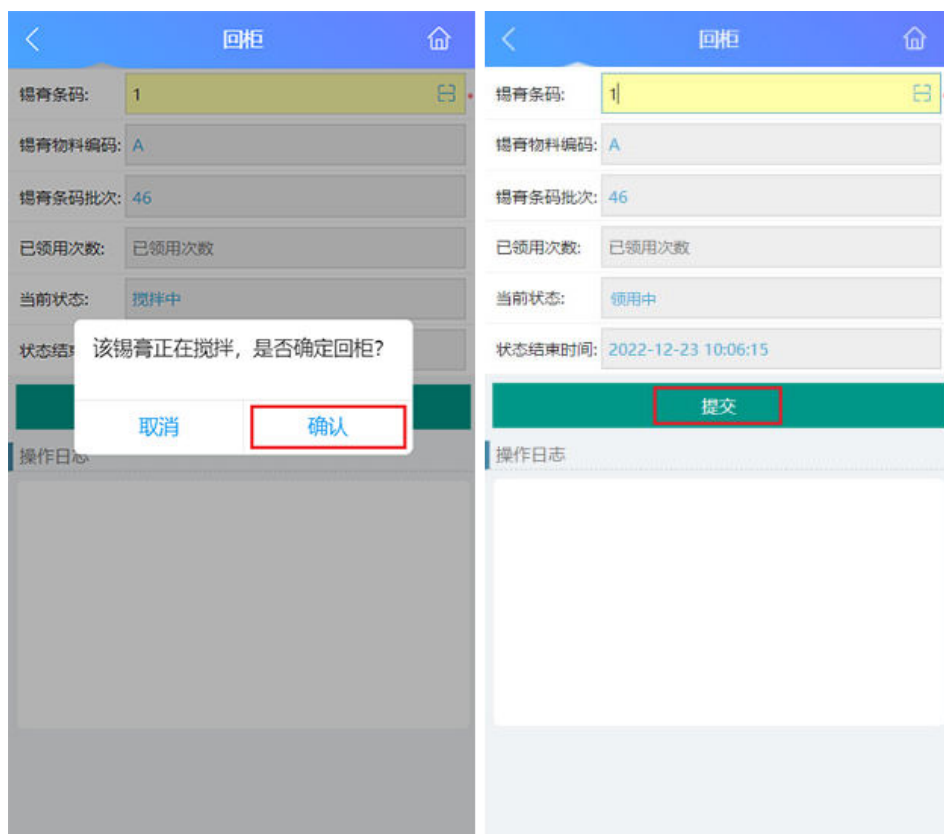 回柜
锡膏条码: 1
锡膏物料编码: A
锡膏条码批次: 46
已领用次数: 已领用次数
当前状态: 搅拌中
状态结束
该锡膏正在搅拌，是否确定回柜？
取消 确认
操作日志
回柜
锡膏条码: 1
锡膏物料编码: A
锡膏条码批次: 46
已领用次数: 已领用次数
当前状态: 领用中
状态结束时间: 2022-12-23 10:06:15
提交
操作日志